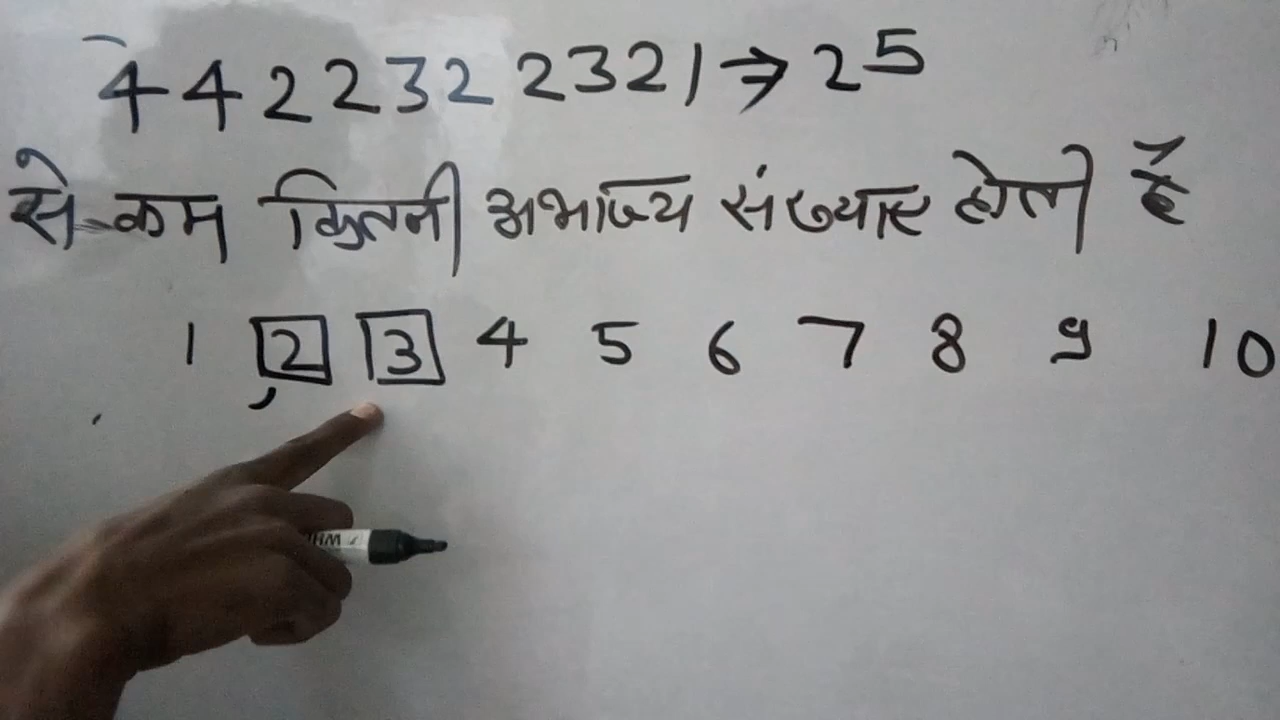 4 4 2 2 3 2 2 3 2 1 ⇒ 25
से कम कितनी अभाज्य संख्याए होती है
1 2 3 4 5 6 7 8 9 10